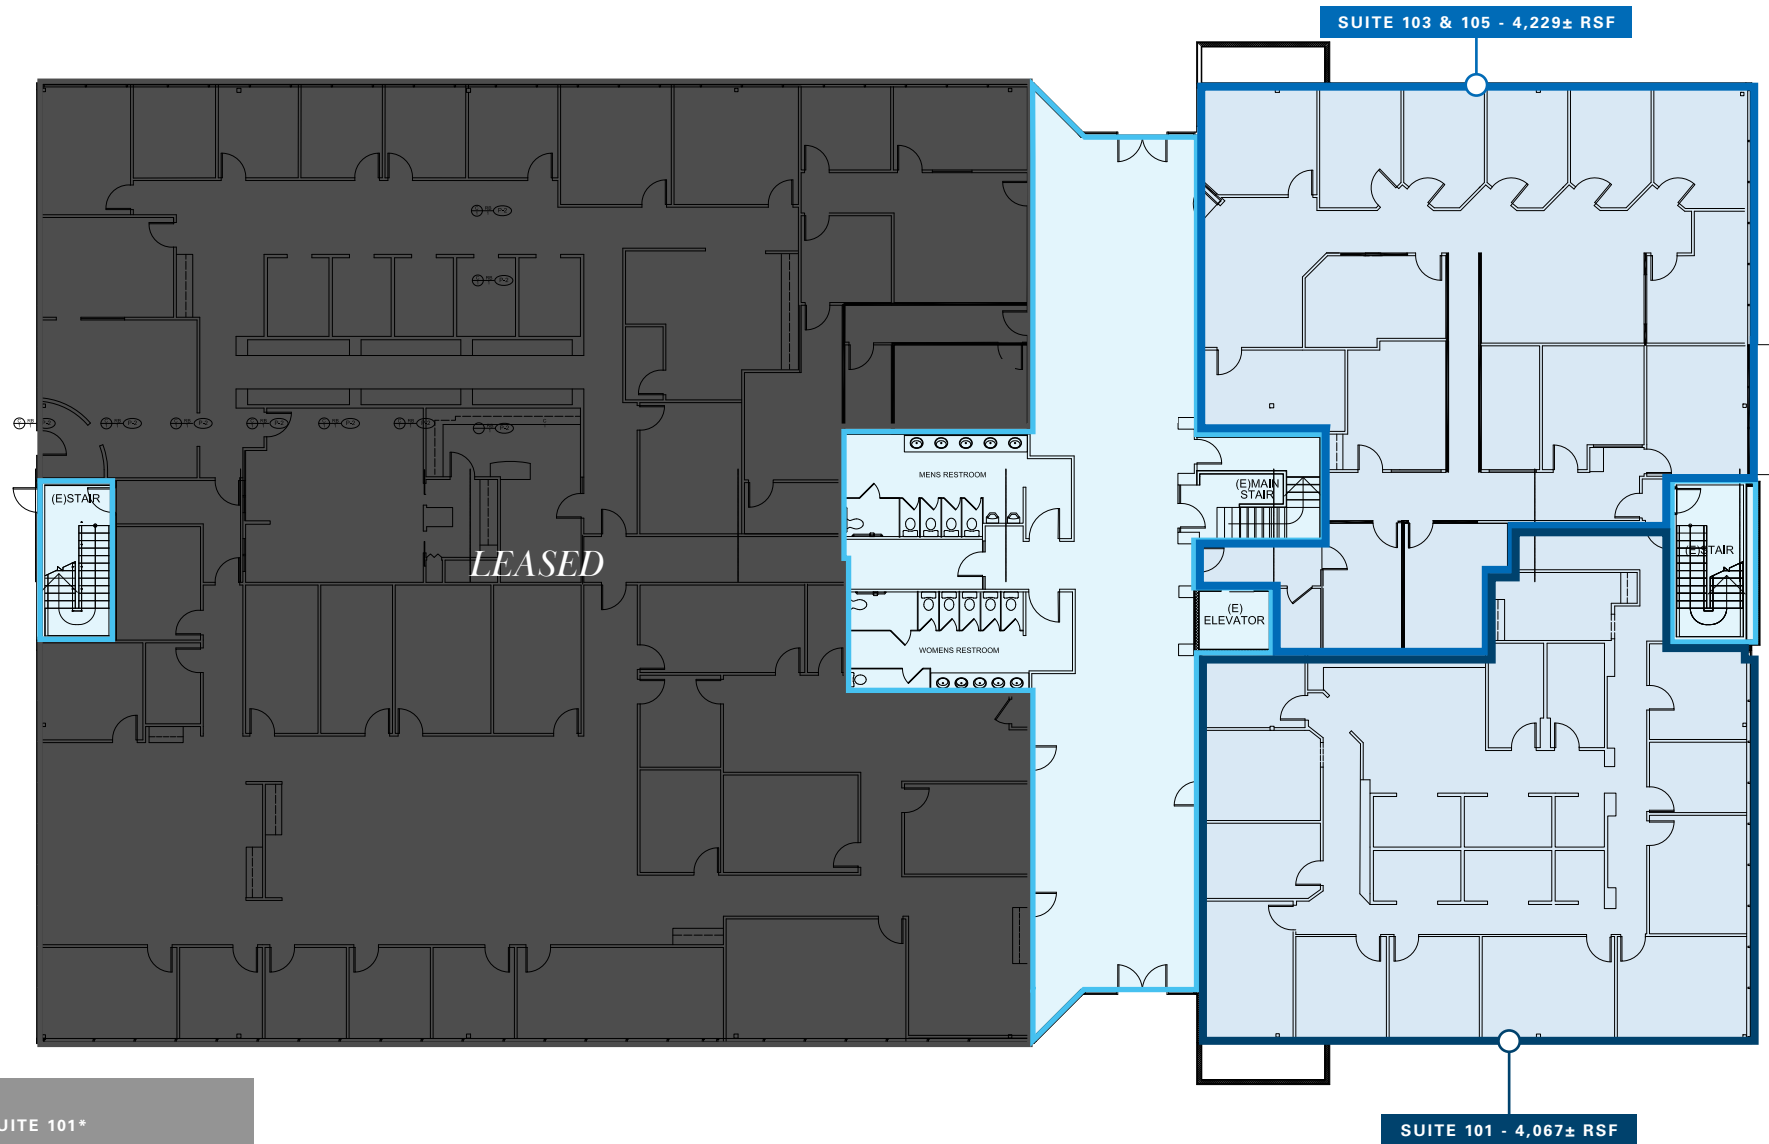 SUITE 103 & 105 - 4,229± RSF
(E)STAIR
MENS RESTROOM
(E)MAIN
STAIR
LEASED
(E)STAIR
(E)
ELEVATOR
WOMENS RESTROOM
101*
SUITE 101 - 4,067± RSF